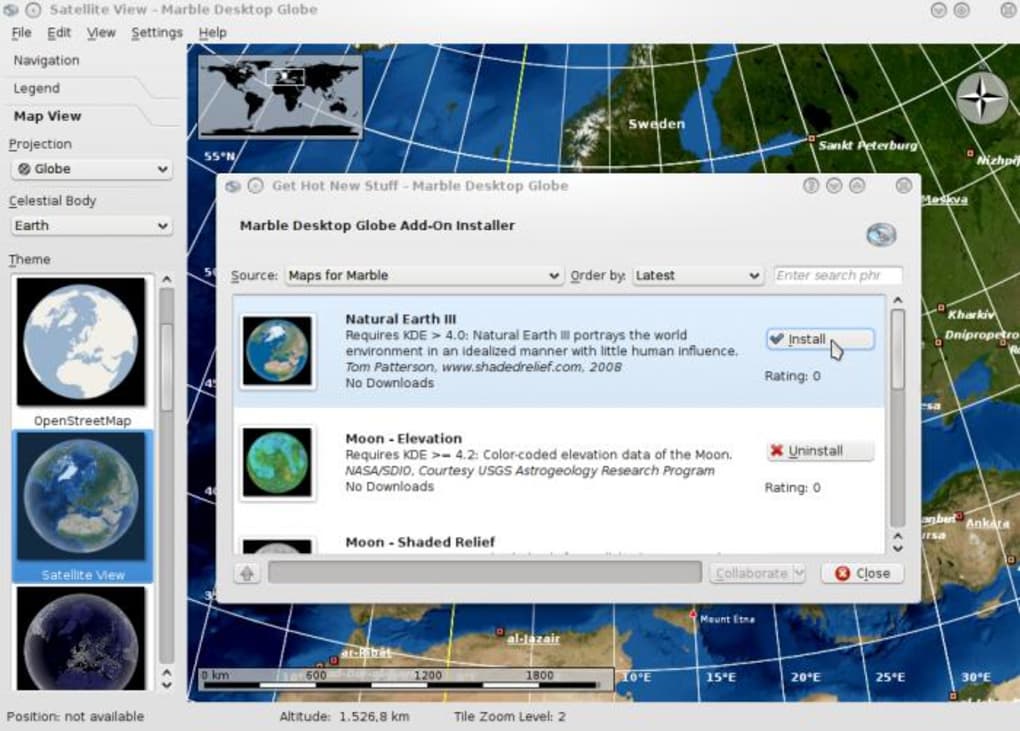 Satellite View - Marble Desktop Globe
File Edit View Settings Help
Navigation
Legend
Map View
Projection
Globe
Celestial Body
Earth
Theme
OpenStreetMap
Satellite View
55°N
Sweden
Sankt Peterburg
Moskva
Kharkiv
Get Hot New Stuff - Marble Desktop Globe
Marble Desktop Globe Add-On Installer
Source: Maps for Marble Order by: Latest Enter search phr
Natural Earth III
Requires KDE > 4.0: Natural Earth III portrays the world
environment in an idealized manner with little human influence.
Tom Patterson, www.shadedrelief.com, 2008
No Downloads
Install
Rating: 0
Moon - Elevation
Requires KDE >= 4.2: Color-coded elevation data of the Moon.
NASA/SDIO, Courtesy USGS Astrogeology Research Program
No Downloads
Uninstall
Rating: 0
Moon - Shaded Relief
Collaborate
Close
Ankara
Mount Etna
al-Jazair
ar-Ribat
0 km 600 1200 1800
10°E 15°E 20°E 25°E 30°E
Position: not available Altitude: 1.526,8 km Tile Zoom Level: 2